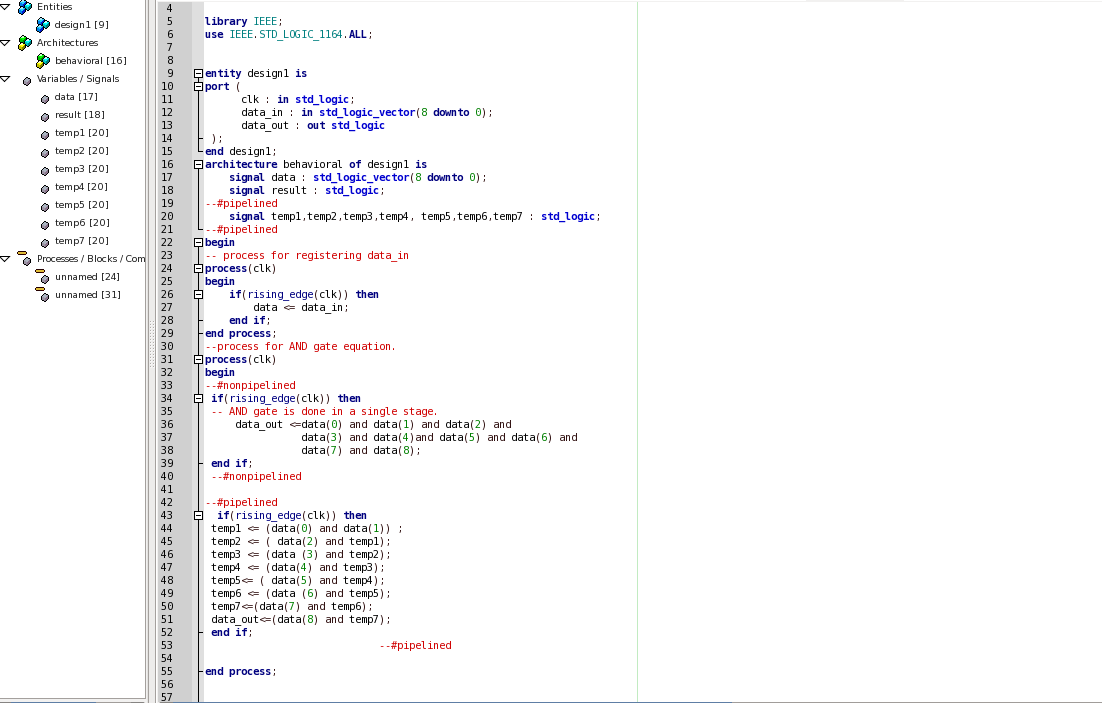 Entities
design1 [9]
Architectures
behavioral [16]
Variables / Signals
data [17]
result [18]
temp1 [20]
temp2 [20]
temp3 [20]
temp4 [20]
temp5 [20]
temp6 [20]
temp7 [20]
Processes / Blocks / Com
unnamed [24]
unnamed [31]
4
5 library IEEE;
6 use IEEE.STD_LOGIC_1164.ALL;
7
8
9 entity design1 is
10 port (
11 clk : in std_logic;
12 data_in : in std_logic_vector(8 downto 0);
13 data_out : out std_logic
14 );
15 end design1;
16 architecture behavioral of design1 is
17 signal data : std_logic_vector(8 downto 0);
18 signal result : std_logic;
19 --#pipelined
20 signal temp1,temp2,temp3,temp4, temp5,temp6,temp7 : std_logic;
21 --#pipelined
22 begin
23 -- process for registering data_in
24 process(clk)
25 begin
26 if(rising_edge(clk)) then
27 data <= data_in;
28 end if;
29 end process;
30 --process for AND gate equation.
31 process(clk)
32 begin
33 --#nonpipelined
34 if(rising_edge(clk)) then
35 -- AND gate is done in a single stage.
36 data_out <=data(0) and data(1) and data(2) and
37 data(3) and data(4)and data(5) and data(6) and
38 data(7) and data(8);
39 end if;
40 --#nonpipelined
41
42 --#pipelined
43 if(rising_edge(clk)) then
44 temp1 <= (data(0) and data(1)) ;
45 temp2 <= ( data(2) and temp1);
46 temp3 <= (data (3) and temp2);
47 temp4 <= (data(4) and temp3);
48 temp5<= ( data(5) and temp4);
49 temp6 <= (data (6) and temp5);
50 temp7<=(data(7) and temp6);
51 data_out<=(data(8) and temp7);
52 end if;
53 --#pipelined
54
55 end process;
56
57